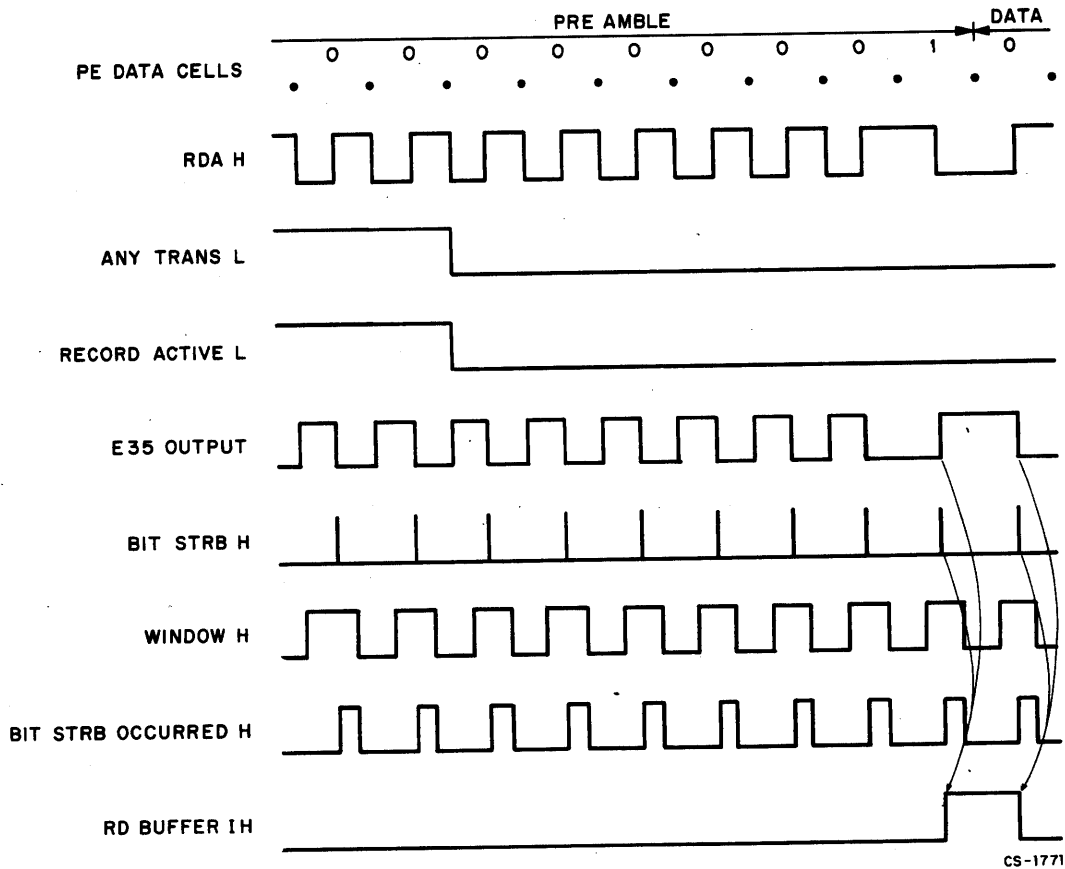 PRE AMBLE DATA
0 0 0 0 0 0 0 0 1 0
PE DATA CELLS
RDA H
ANY TRANS L
RECORD ACTIVE L
E35 OUTPUT
BIT STRB H
WINDOW H
BIT STRB OCCURRED H
RD BUFFER I H
CS-1771